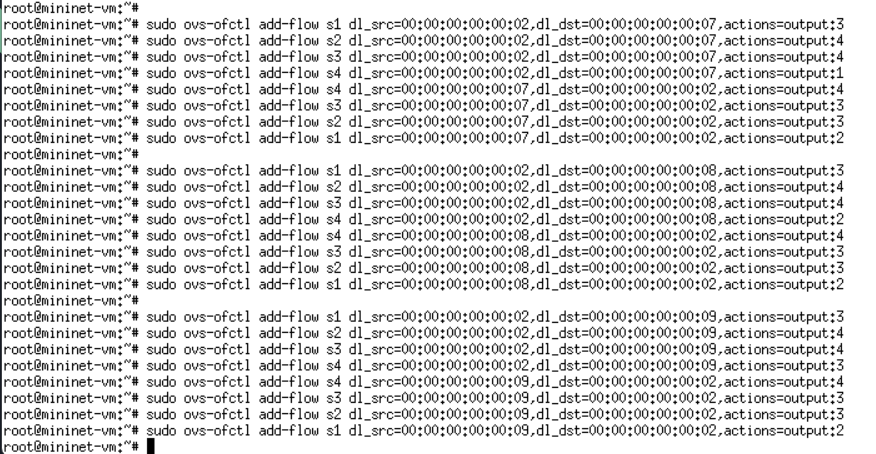 root@mininet-vm:~#
root@mininet-vm:~# sudo ovs-ofctl add-flow s1 dl_src=00:00:00:00:00:02,dl_dst=00:00:00:00:00:07,actions=output:3
root@mininet-vm:~# sudo ovs-ofctl add-flow s2 dl_src=00:00:00:00:00:02,dl_dst=00:00:00:00:00:07,actions=output:4
root@mininet-vm:~# sudo ovs-ofctl add-flow s3 dl_src=00:00:00:00:00:02,dl_dst=00:00:00:00:00:07,actions=output:4
root@mininet-vm:~# sudo ovs-ofctl add-flow s4 dl_src=00:00:00:00:00:02,dl_dst=00:00:00:00:00:07,actions=output:1
root@mininet-vm:~# sudo ovs-ofctl add-flow s4 dl_src=00:00:00:00:00:07,dl_dst=00:00:00:00:00:02,actions=output:4
root@mininet-vm:~# sudo ovs-ofctl add-flow s3 dl_src=00:00:00:00:00:07,dl_dst=00:00:00:00:00:02,actions=output:3
root@mininet-vm:~# sudo ovs-ofctl add-flow s2 dl_src=00:00:00:00:00:07,dl_dst=00:00:00:00:00:02,actions=output:3
root@mininet-vm:~# sudo ovs-ofctl add-flow s1 dl_src=00:00:00:00:00:07,dl_dst=00:00:00:00:00:02,actions=output:2
root@mininet-vm:~#
root@mininet-vm:~# sudo ovs-ofctl add-flow s1 dl_src=00:00:00:00:00:02,dl_dst=00:00:00:00:00:08,actions=output:3
root@mininet-vm:~# sudo ovs-ofctl add-flow s2 dl_src=00:00:00:00:00:02,dl_dst=00:00:00:00:00:08,actions=output:4
root@mininet-vm:~# sudo ovs-ofctl add-flow s3 dl_src=00:00:00:00:00:02,dl_dst=00:00:00:00:00:08,actions=output:4
root@mininet-vm:~# sudo ovs-ofctl add-flow s4 dl_src=00:00:00:00:00:02,dl_dst=00:00:00:00:00:08,actions=output:2
root@mininet-vm:~# sudo ovs-ofctl add-flow s4 dl_src=00:00:00:00:00:08,dl_dst=00:00:00:00:00:02,actions=output:4
root@mininet-vm:~# sudo ovs-ofctl add-flow s3 dl_src=00:00:00:00:00:08,dl_dst=00:00:00:00:00:02,actions=output:3
root@mininet-vm:~# sudo ovs-ofctl add-flow s2 dl_src=00:00:00:00:00:08,dl_dst=00:00:00:00:00:02,actions=output:3
root@mininet-vm:~# sudo ovs-ofctl add-flow s1 dl_src=00:00:00:00:00:08,dl_dst=00:00:00:00:00:02,actions=output:2
root@mininet-vm:~#
root@mininet-vm:~# sudo ovs-ofctl add-flow s1 dl_src=00:00:00:00:00:02,dl_dst=00:00:00:00:00:09,actions=output:3
root@mininet-vm:~# sudo ovs-ofctl add-flow s2 dl_src=00:00:00:00:00:02,dl_dst=00:00:00:00:00:09,actions=output:4
root@mininet-vm:~# sudo ovs-ofctl add-flow s3 dl_src=00:00:00:00:00:02,dl_dst=00:00:00:00:00:09,actions=output:4
root@mininet-vm:~# sudo ovs-ofctl add-flow s4 dl_src=00:00:00:00:00:02,dl_dst=00:00:00:00:00:09,actions=output:3
root@mininet-vm:~# sudo ovs-ofctl add-flow s4 dl_src=00:00:00:00:00:09,dl_dst=00:00:00:00:00:02,actions=output:4
root@mininet-vm:~# sudo ovs-ofctl add-flow s3 dl_src=00:00:00:00:00:09,dl_dst=00:00:00:00:00:02,actions=output:3
root@mininet-vm:~# sudo ovs-ofctl add-flow s2 dl_src=00:00:00:00:00:09,dl_dst=00:00:00:00:00:02,actions=output:3
root@mininet-vm:~# sudo ovs-ofctl add-flow s1 dl_src=00:00:00:00:00:09,dl_dst=00:00:00:00:00:02,actions=output:2
root@mininet-vm:~#